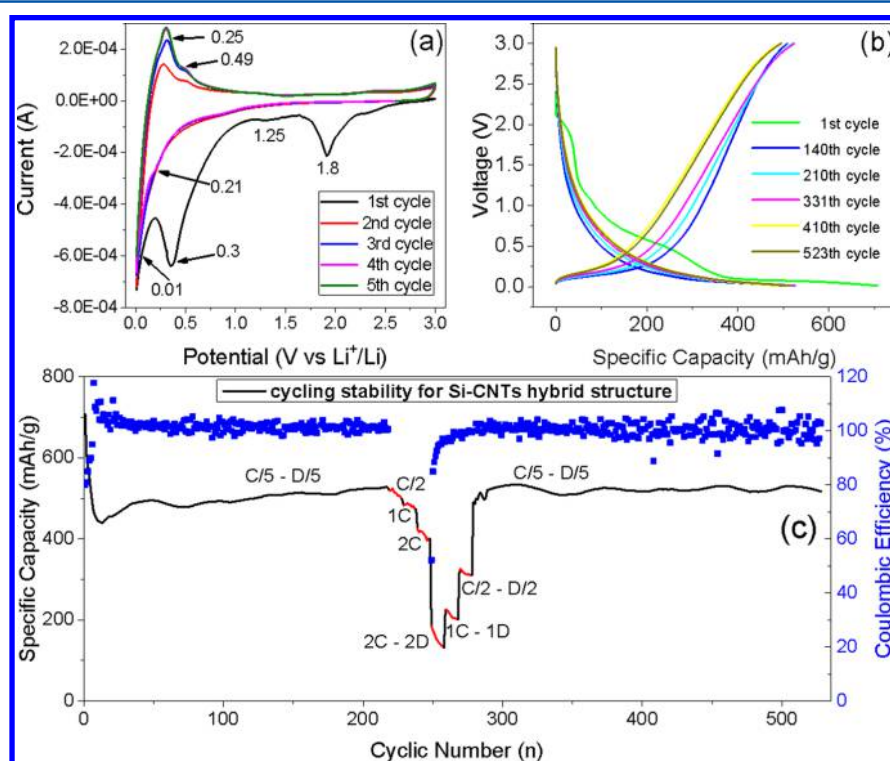 (a)
0.25
0.49
1.25
1.8
0.21
0.3
0.01
2.0E-04
0.0E+00
-2.0E-04
-4.0E-04
-6.0E-04
-8.0E-04
Current (A)
1st cycle
2nd cycle
3rd cycle
4th cycle
5th cycle
0.0 0.5 1.0 1.5 2.0 2.5 3.0
Potential (V vs Li⁺/Li)
(b)
3.0
2.5
2.0
1.5
1.0
0.5
0.0
Voltage (V)
1st cycle
140th cycle
210th cycle
331th cycle
410th cycle
523th cycle
0 200 400 600
Specific Capacity (mAh/g)
cycling stability for Si-CNTs hybrid structure
800
600
400
200
0
Specific Capacity (mAh/g)
C/5 - D/5
C/2
1C
2C
2C - 2D
1C - 1D
C/2 - D/2
C/5 - D/5
(c)
120
100
80
60
40
20
0
Coulombic Efficiency (%)
0 100 200 300 400 500
Cyclic Number (n)